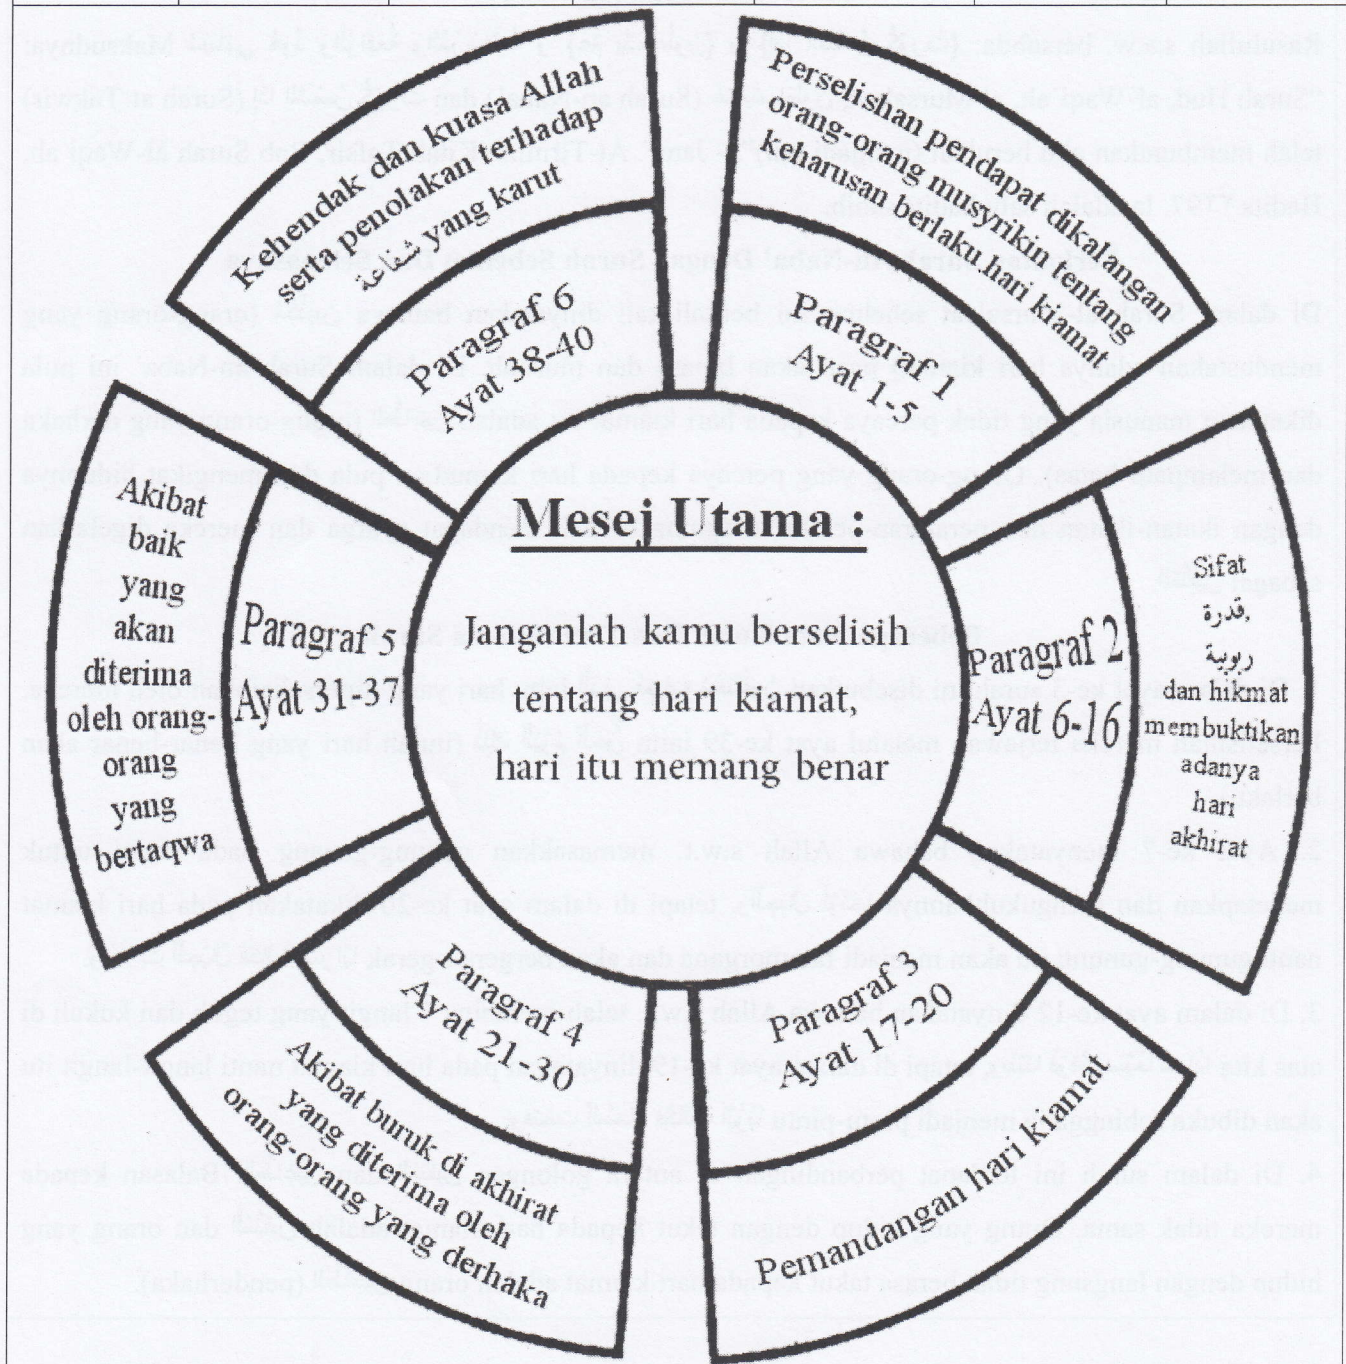 Mesej Utama :
Janganlah kamu berselisih
tentang hari kiamat,
hari itu memang benar
Paragraf 1
Ayat 1-5
Perselishan pendapat dikalangan
orang-orang musyrikin tentang
keharusan berlaku hari kiamat
Paragraf 2
Ayat 6-16
Sifat
قدرة,
ربوبية
dan hikmat
membuktikan
adanya
hari
akhirat
Paragraf 3
Ayat 17-20
Pemandangan hari Kiamat
Paragraf 4
Ayat 21-30
Akibat buruk di akhirat
yang diterima oleh
orang-orang yang derhaka
Paragraf 5
Ayat 31-37
Akibat
baik
yang
akan
diterima
oleh orang-
orang
yang
bertaqwa
Paragraf 6
Ayat 38-40
Kehendak dan kuasa Allah
serta penolakan terhadap
yang karut